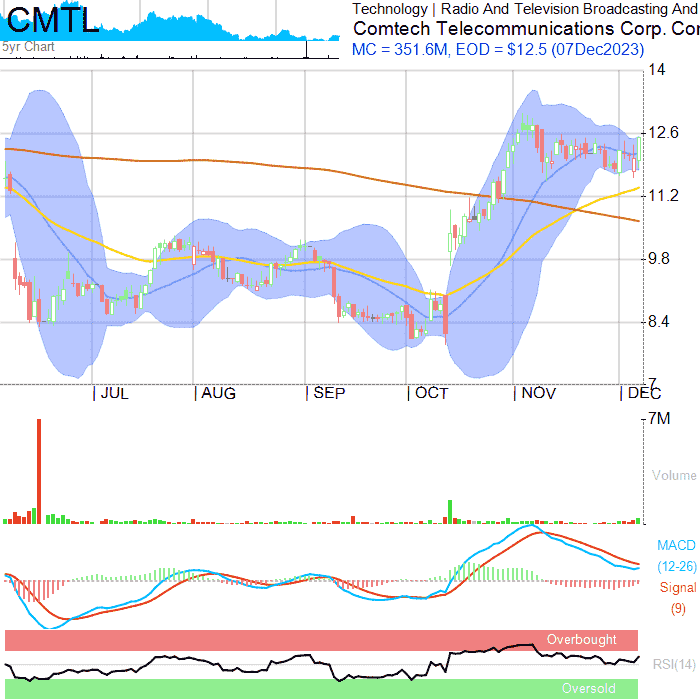 CMTL
5yr Chart
Technology | Radio And Television Broadcasting And
Comtech Telecommunications Corp. Cor
MC = 351.6M, EOD = $12.5 (07Dec2023)
14
12.6
11.2
9.8
8.4
7
| JUL | AUG | SEP | OCT | NOV | DEC
7M
Volume
MACD
(12-26)
Signal
(9)
Overbought
RSI(14)
Oversold